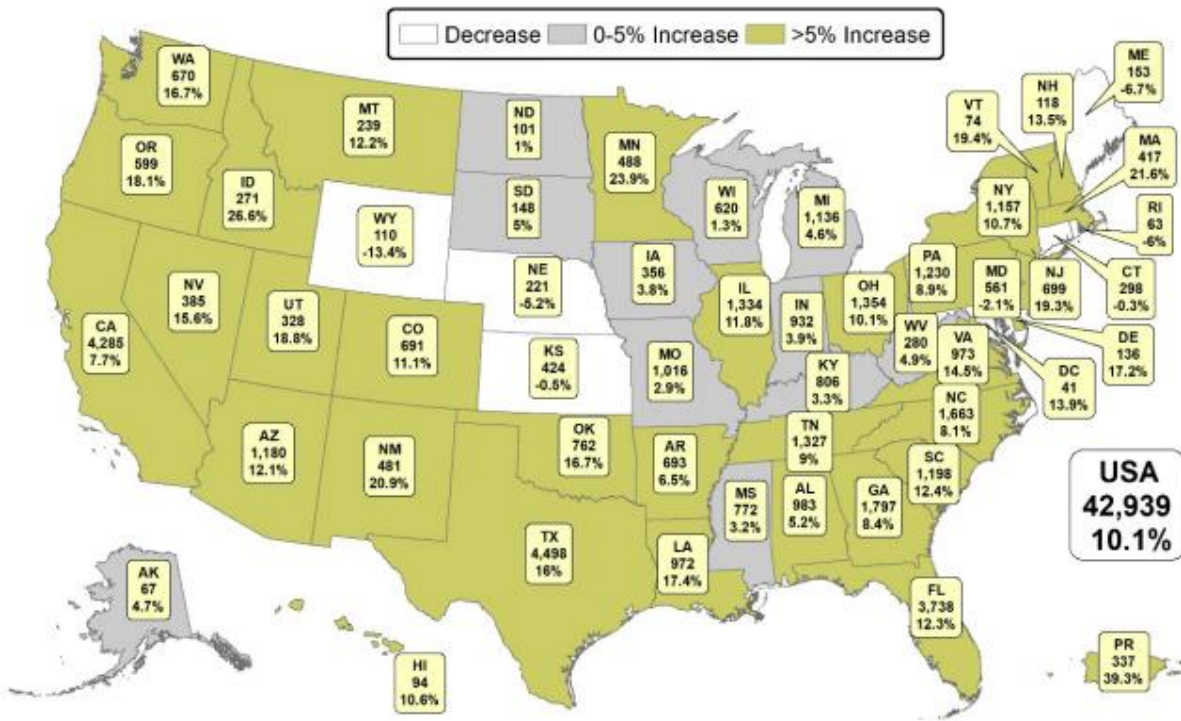 Decrease 0-5% Increase >5% Increase
WA
670
16.7%
OR
599
18.1%
ID
271
26.6%
MT
239
12.2%
ND
101
1%
SD
148
5%
MN
488
23.9%
WI
620
1.3%
MI
1,136
4.6%
VT
74
19.4%
NH
118
13.5%
ME
153
-6.7%
MA
417
21.6%
RI
63
-6%
CT
298
-0.3%
NY
1,157
10.7%
NJ
699
19.3%
PA
1,230
8.9%
MD
561
-2.1%
DE
136
17.2%
DC
41
13.9%
WY
110
-13.4%
NE
221
-5.2%
IA
356
3.8%
IL
1,334
11.8%
IN
932
3.9%
OH
1,354
10.1%
WV
280
4.9%
VA
973
14.5%
CA
4,285
7.7%
NV
385
15.6%
UT
328
18.8%
CO
691
11.1%
KS
424
-0.5%
MO
1,016
2.9%
KY
806
3.3%
NC
1,663
8.1%
AZ
1,180
12.1%
NM
481
20.9%
OK
762
16.7%
AR
693
6.5%
TN
1,327
9%
SC
1,198
12.4%
MS
772
3.2%
AL
983
5.2%
GA
1,797
8.4%
TX
4,498
16%
LA
972
17.4%
FL
3,738
12.3%
USA
42,939
10.1%
AK
67
4.7%
HI
94
10.6%
PR
337
39.3%